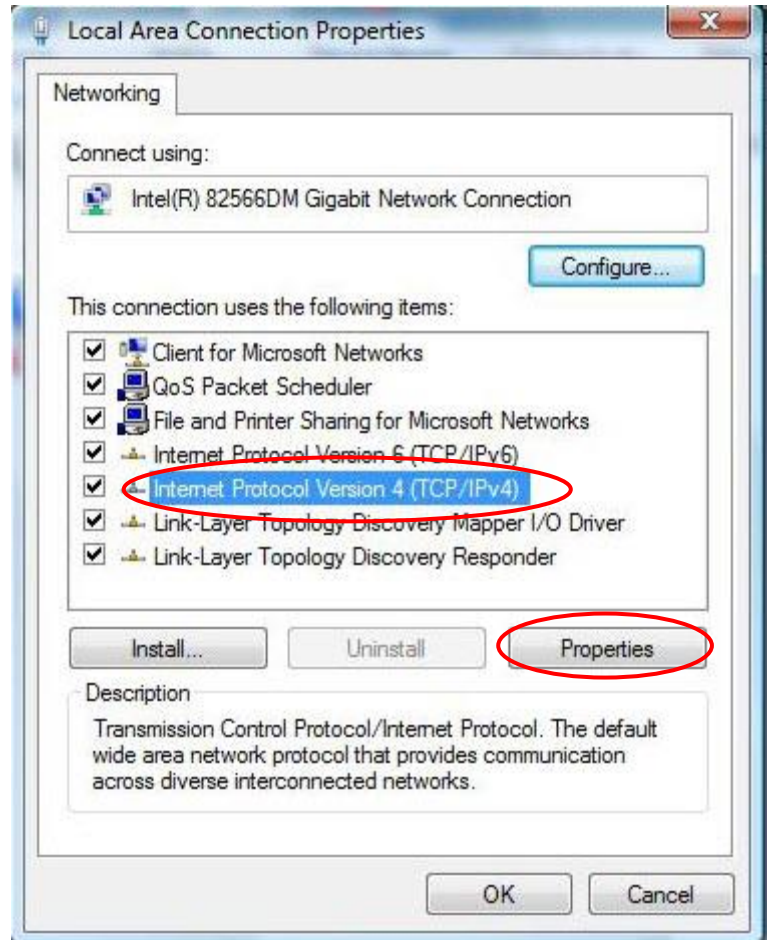 Local Area Connection Properties
Networking
Connect using:
Intel(R) 82566DM Gigabit Network Connection
Configure...
This connection uses the following items:
Client for Microsoft Networks
QoS Packet Scheduler
File and Printer Sharing for Microsoft Networks
Internet Protocol Version 6 (TCP/IPv6)
Internet Protocol Version 4 (TCP/IPv4)
Link-Layer Topology Discovery Mapper I/O Driver
Link-Layer Topology Discovery Responder
Install...
Uninstall
Properties
Description
Transmission Control Protocol/Internet Protocol. The default
wide area network protocol that provides communication
across diverse interconnected networks.
OK
Cancel